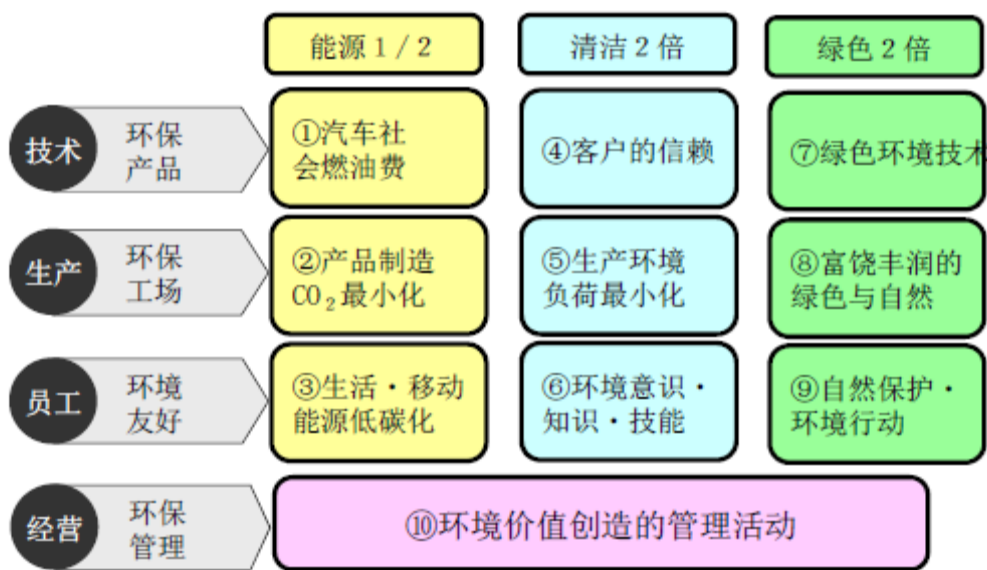 能源1/2
清洁2倍
绿色2倍
技术
环保
产品
①汽车社
会燃油费
④客户的信赖
⑦绿色环境技术
生产
环保
工场
②产品制造
CO₂最小化
⑤生产环境
负荷最小化
⑧富饶丰润的
绿色与自然
员工
环境
友好
③生活・移动
能源低碳化
⑥环境意识・
知识・技能
⑨自然保护・
环境行动
经营
环保
管理
⑩环境价值创造的管理活动